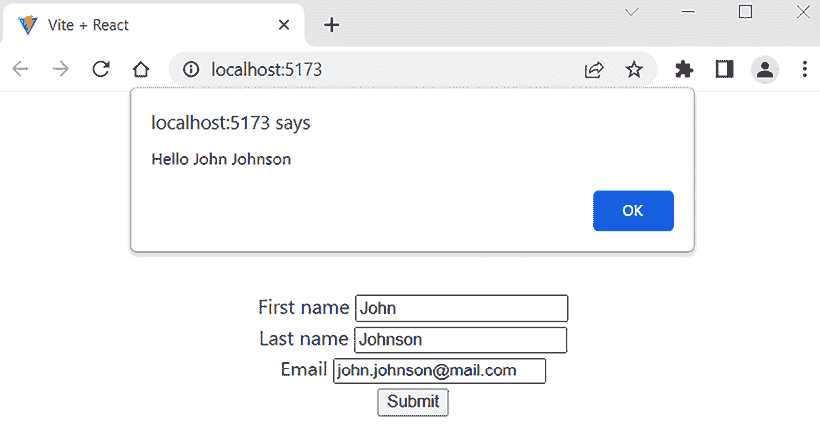 Vite + React
localhost:5173
localhost:5173 says
Hello John Johnson
OK
First name John
Last name Johnson
Email john.johnson@mail.com
Submit